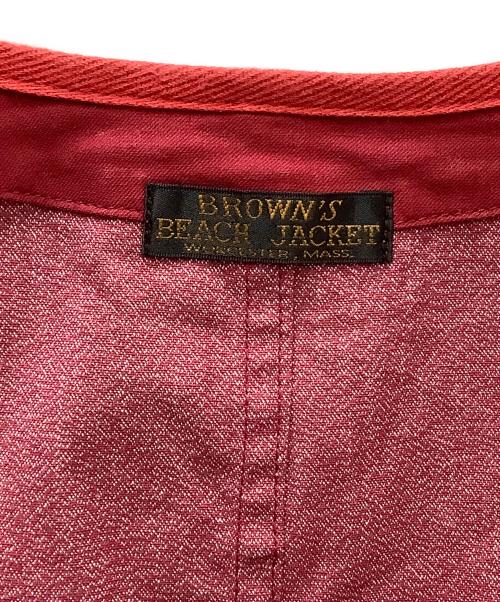 BROWN'S
BEACH JACKET
WORCESTER, MASS.